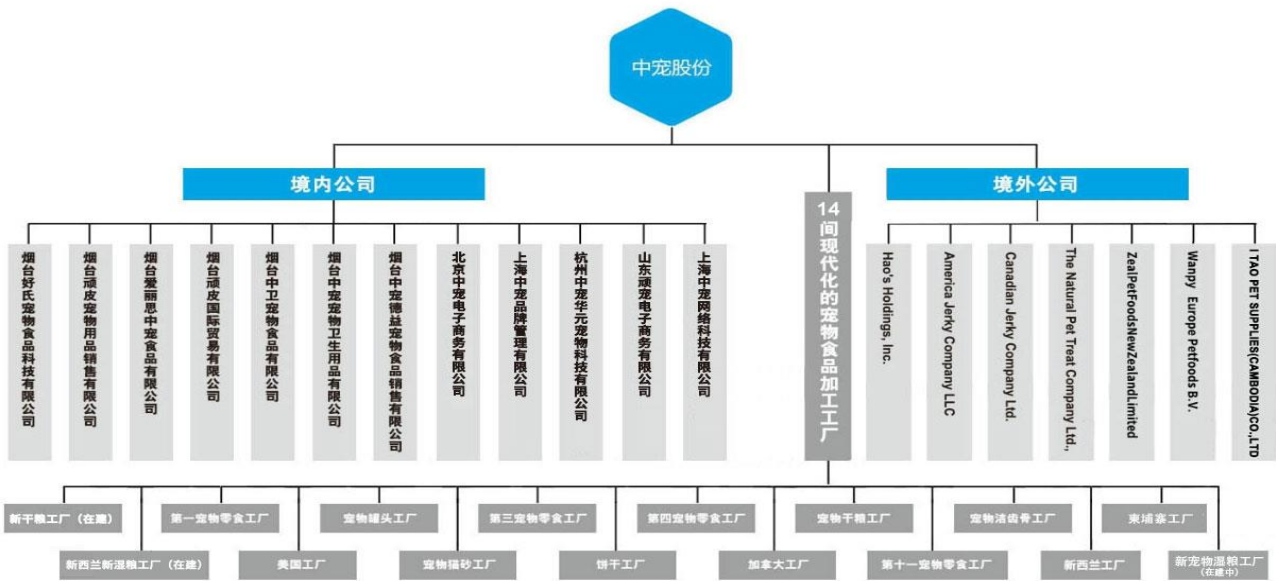 中宠股份
境内公司
境外公司
14间现代化的宠物食品加工工厂
烟台好氏宠物食品科技有限公司
烟台顽皮宠物用品销售有限公司
烟台爱丽思中宠食品有限公司
烟台顽皮国际贸易有限公司
烟台中卫宠物食品有限公司
烟台中宠宠物卫生用品有限公司
烟台中宠德益宠物食品销售有限公司
北京中宠电子商务有限公司
上海中宠品牌管理有限公司
杭州中宠华元宠物科技有限公司
山东顽宠电子商务有限公司
上海中宠网络科技有限公司
Hao's Holdings, Inc.
America Jerky Company LLC
Canadian Jerky Company Ltd.
The Natural Pet Treat Company Ltd.,
ZealPetFoodsNewZealandLimited
Wanpy Europe Petfoods B.V.
I TAO PET SUPPLIES(CAMBODIA)CO.,LTD
新干粮工厂（在建）
第一宠物零食工厂
宠物罐头工厂
第三宠物零食工厂
第四宠物零食工厂
宠物干粮工厂
宠物洁齿骨工厂
柬埔寨工厂
新西兰新湿粮工厂（在建）
美国工厂
宠物猫砂工厂
饼干工厂
加拿大工厂
第十一宠物零食工厂
新西兰工厂
新宠物湿粮工厂
(在建中)